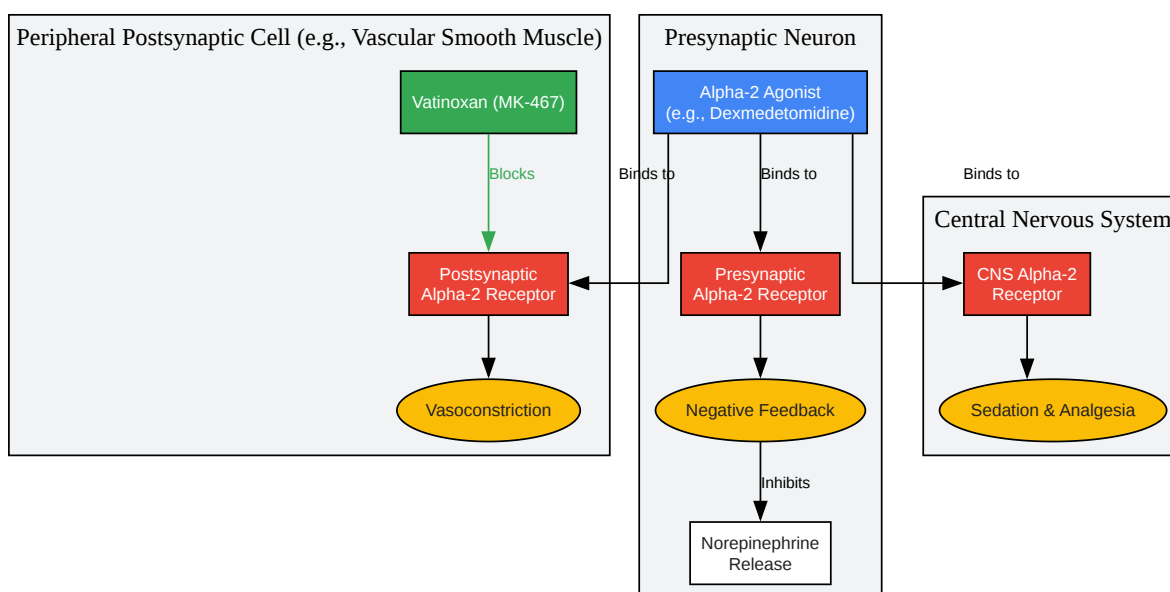 Peripheral Postsynaptic Cell (e.g., Vascular Smooth Muscle)
Vatinoxan (MK-467)
Blocks
Postsynaptic
Alpha-2 Receptor
Vasoconstriction
Presynaptic Neuron
Alpha-2 Agonist
(e.g., Dexmedetomidine)
Binds to
Binds to
Binds to
Presynaptic
Alpha-2 Receptor
Negative Feedback
Inhibits
Norepinephrine
Release
Central Nervous System
CNS Alpha-2
Receptor
Sedation & Analgesia